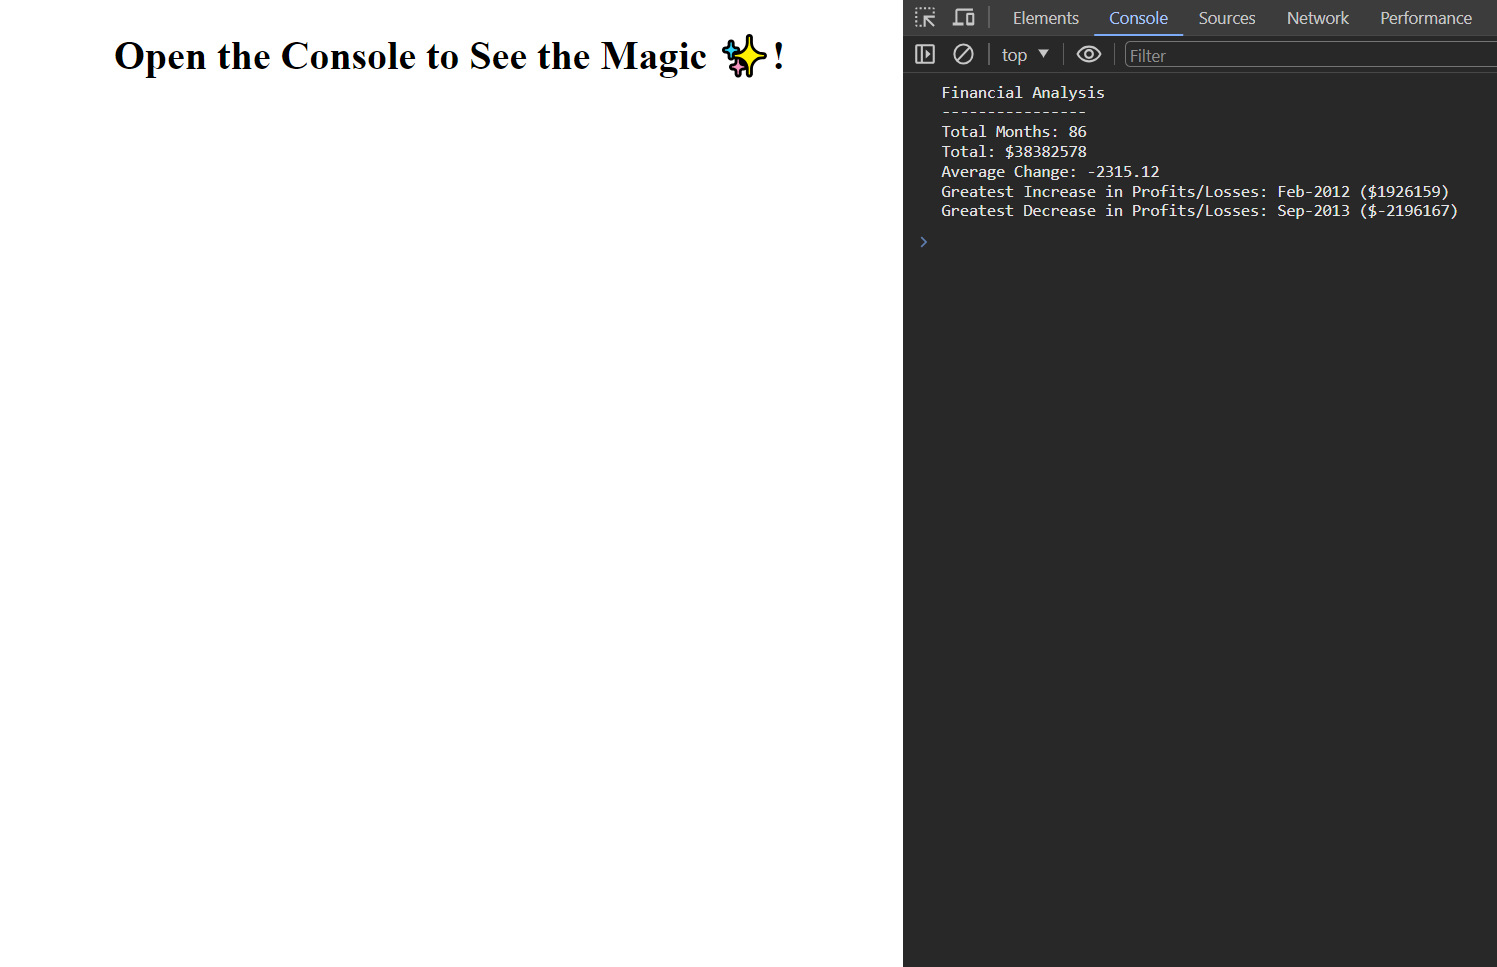 Open the Console to See the Magic ✨!
Elements Console Sources Network Performance
top ▼ Filter
Financial Analysis
----------------
Total Months: 86
Total: $38382578
Average Change: -2315.12
Greatest Increase in Profits/Losses: Feb-2012 ($1926159)
Greatest Decrease in Profits/Losses: Sep-2013 ($-2196167)